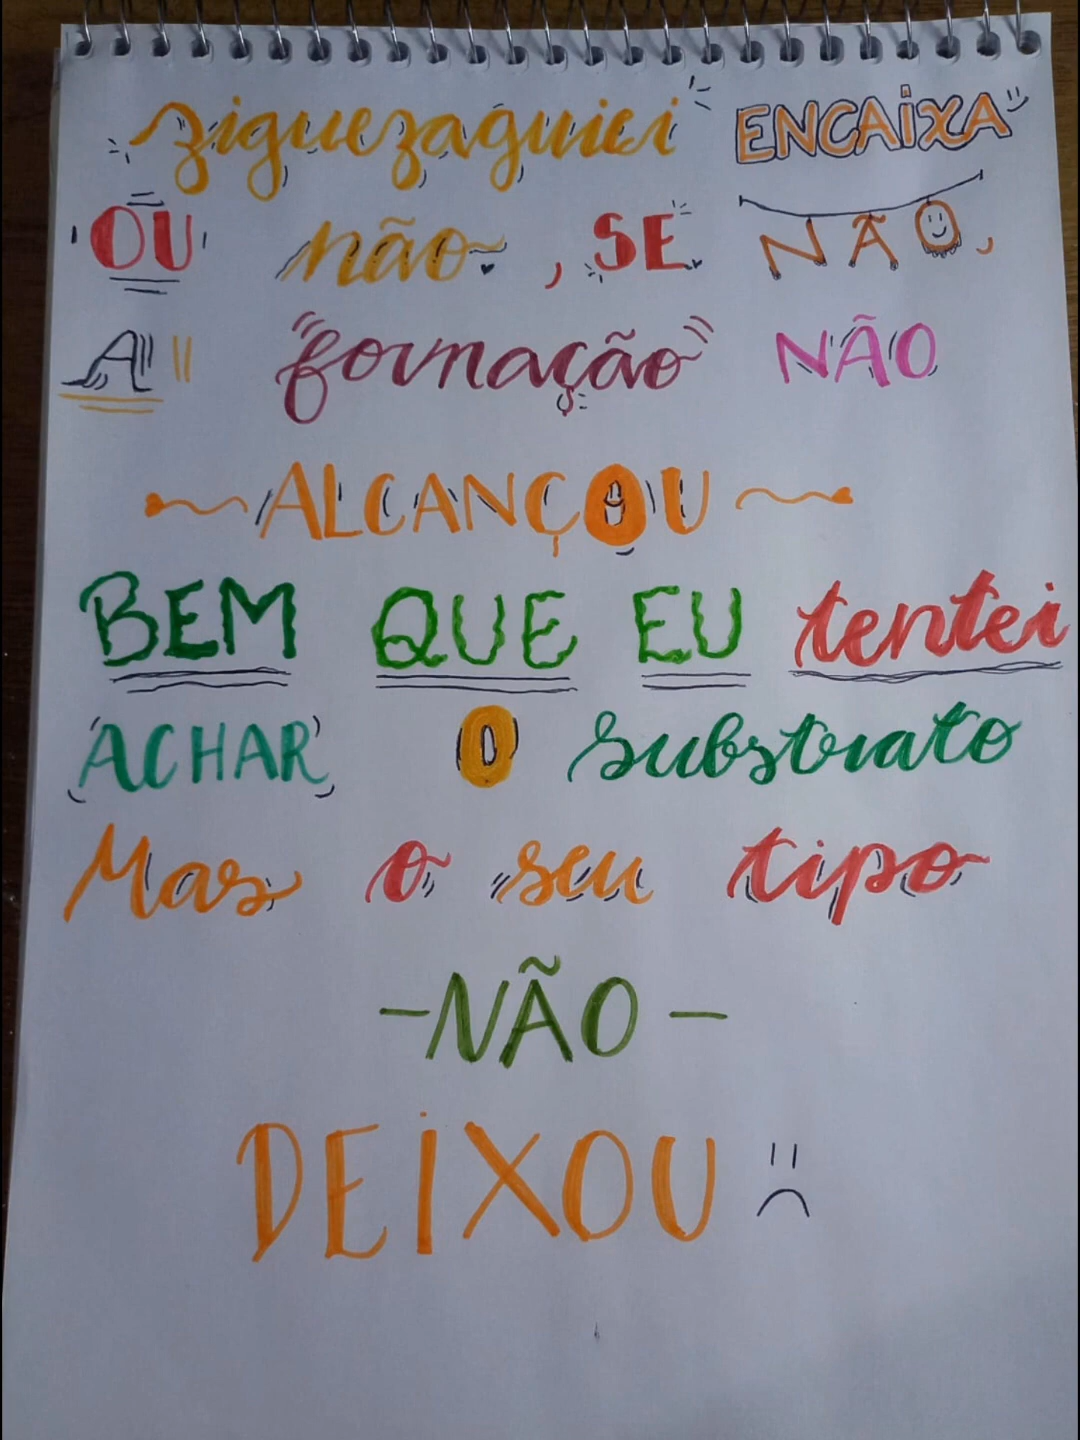 ziguezaguiei ENCAIXA
OU não, SE NÃO,
A formação NÃO
ALCANÇOU
BEM QUE EU tentei
ACHAR O substrato
Mas o seu tipo
-NÃO-
DEIXOU :(